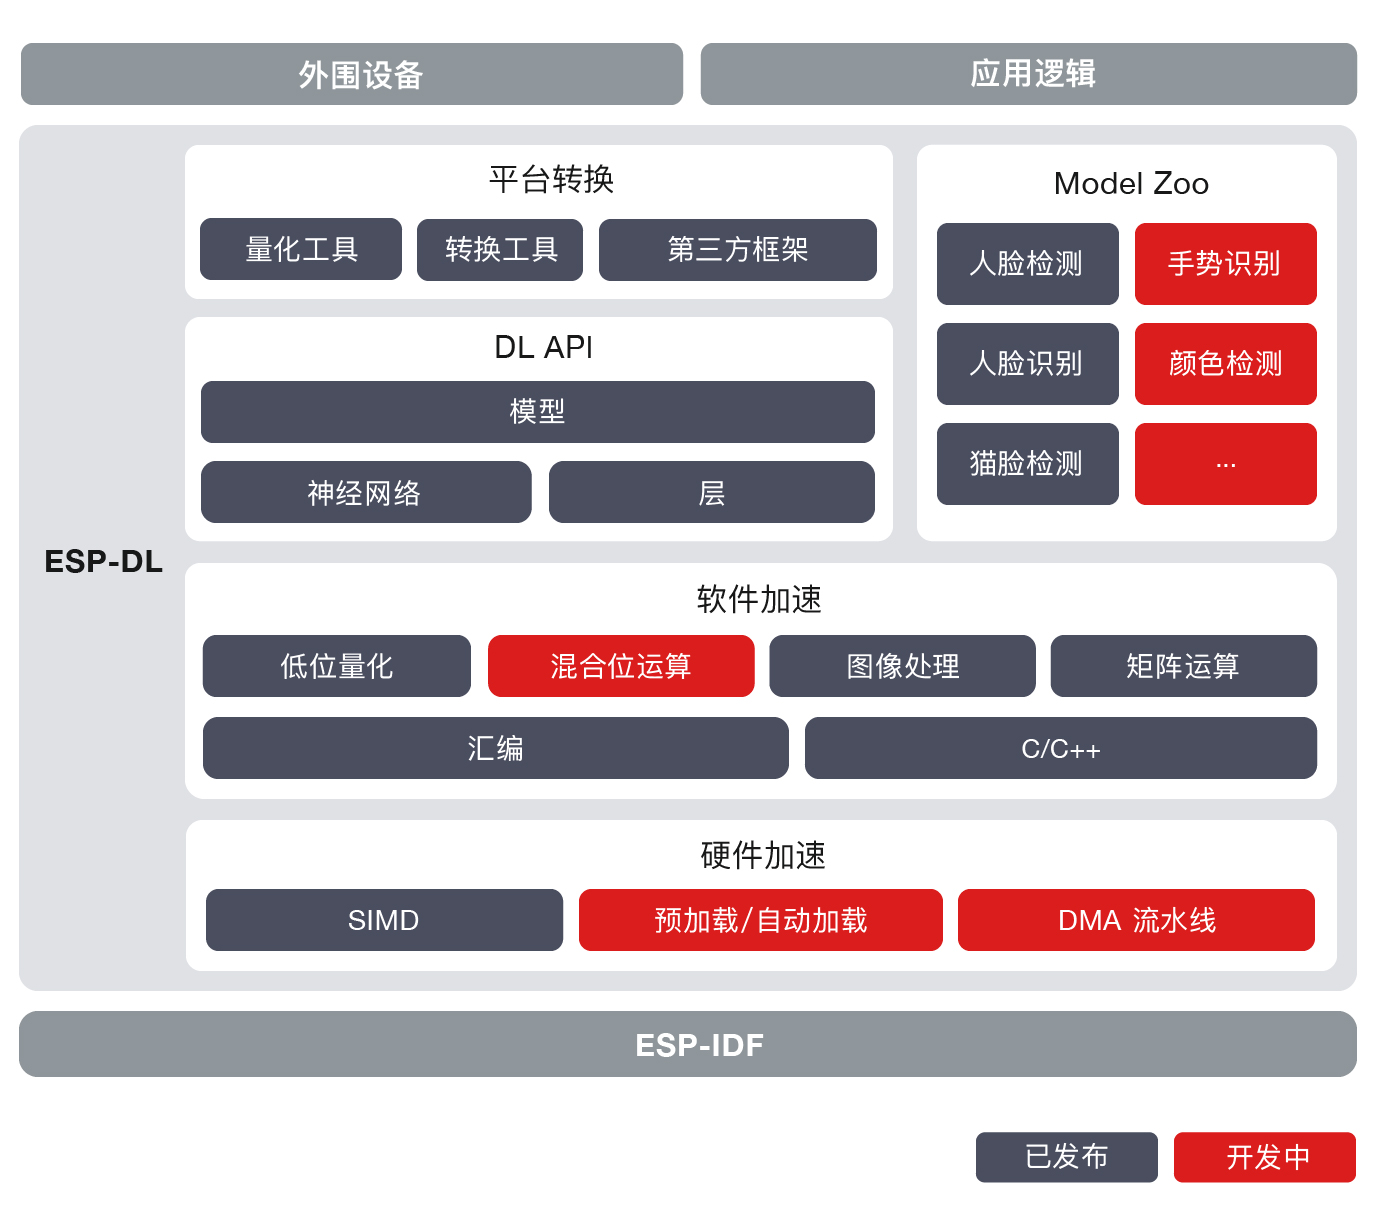 外围设备
应用逻辑
ESP-DL
平台转换
量化工具
转换工具
第三方框架
DL API
模型
神经网络
层
Model Zoo
人脸检测
手势识别
人脸识别
颜色检测
猫脸检测
...
软件加速
低位量化
混合位运算
图像处理
矩阵运算
汇编
C/C++
硬件加速
SIMD
预加载/自动加载
DMA 流水线
ESP-IDF
已发布
开发中